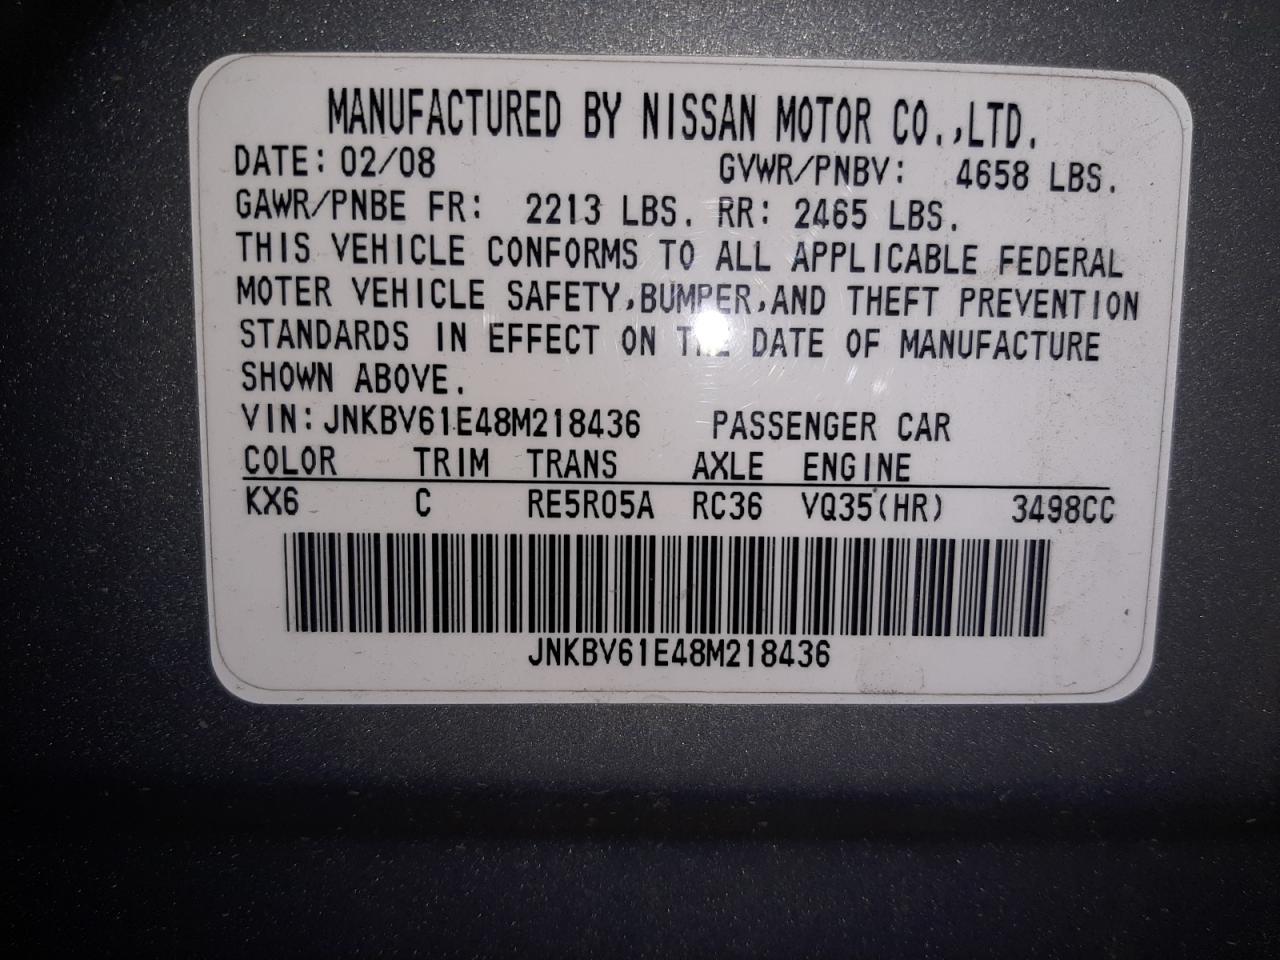 MANUFACTURED BY NISSAN MOTOR CO.,LTD.
DATE: 02/08 GVWR/PNBV: 4658 LBS.
GAWR/PNBE FR: 2213 LBS. RR: 2465 LBS.
THIS VEHICLE CONFORMS TO ALL APPLICABLE FEDERAL
MOTER VEHICLE SAFETY,BUMPER,AND THEFT PREVENTION
STANDARDS IN EFFECT ON THE DATE OF MANUFACTURE
SHOWN ABOVE.
VIN:JNKBV61E48M218436 PASSENGER CAR
COLOR TRIM TRANS AXLE ENGINE
KX6 C RE5R05A RC36 VQ35(HR) 3498CC
JNKBV61E48M218436